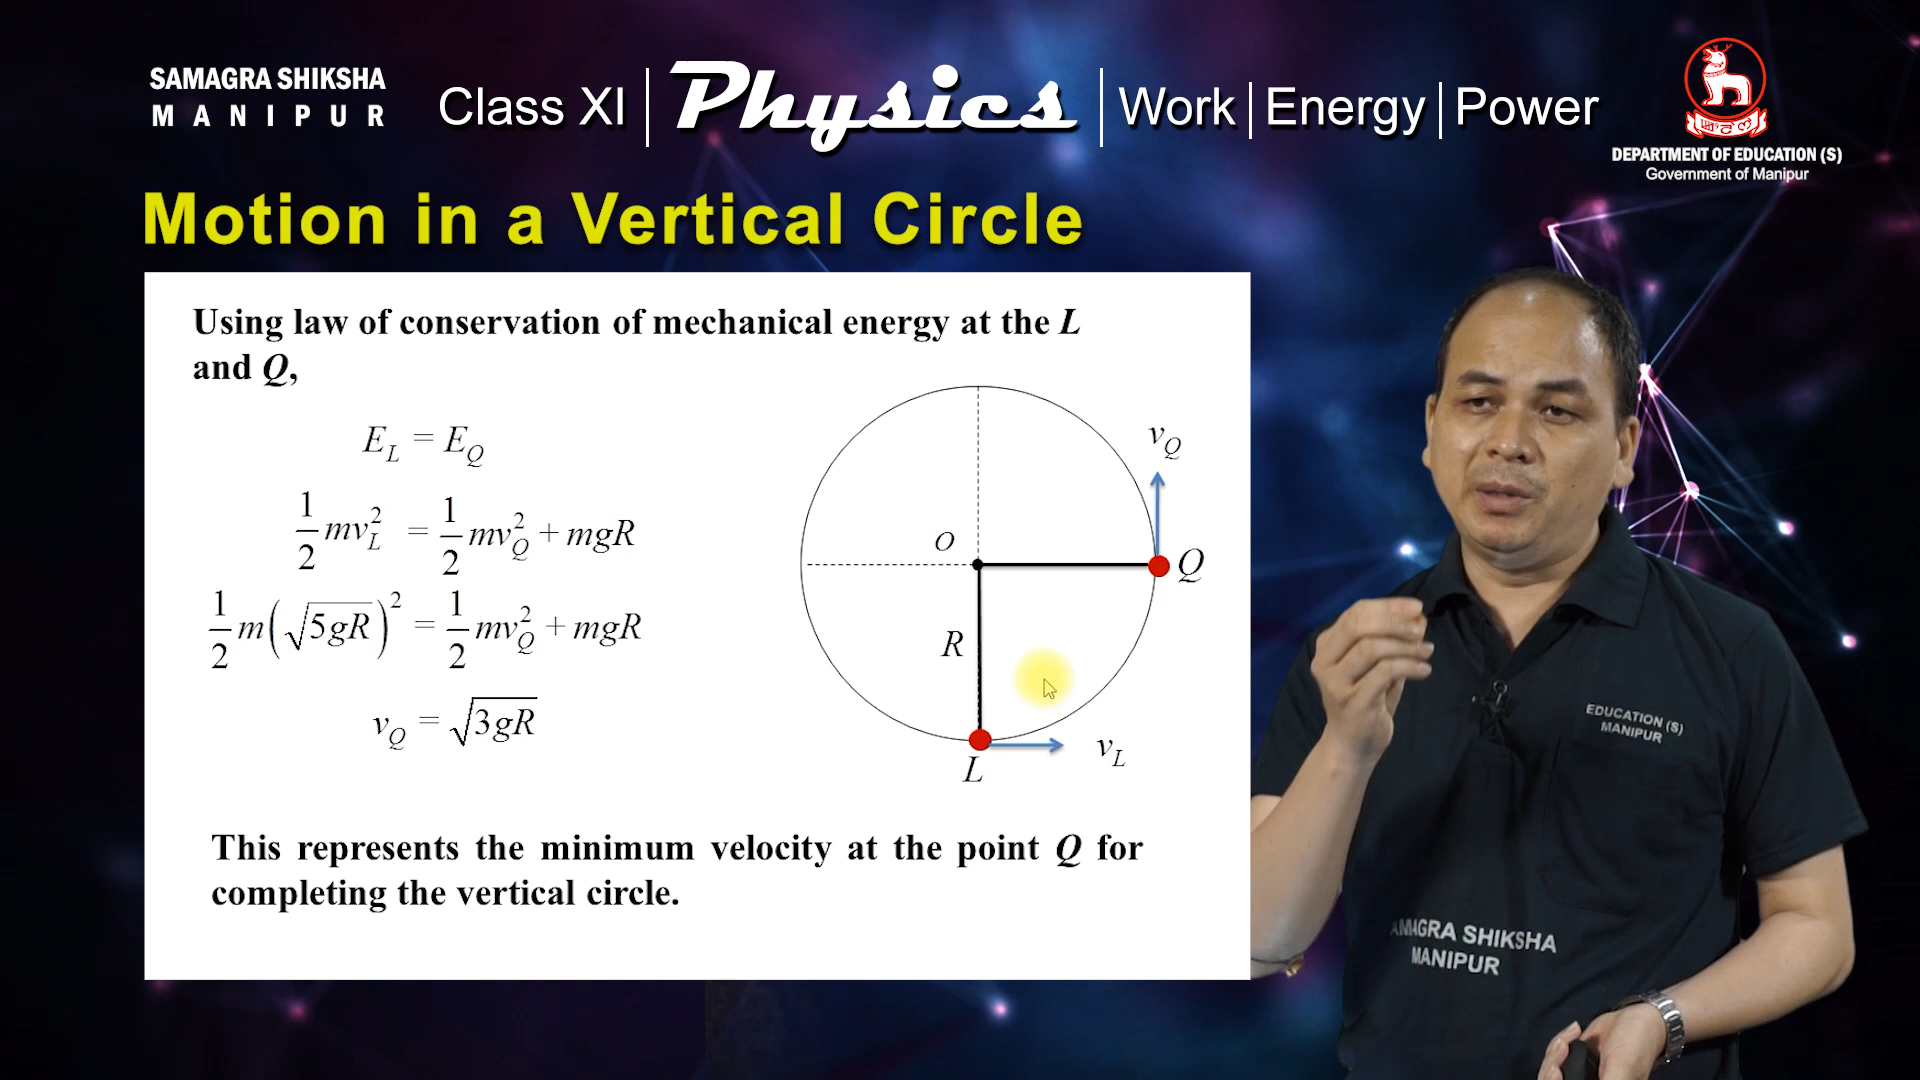 SAMAGRA SHIKSHA
MANIPUR
Class XI | Physics | Work | Energy | Power
DEPARTMENT OF EDUCATION (S)
Government of Manipur
Motion in a Vertical Circle
Using law of conservation of mechanical energy at the L
and Q,
E_L = E_Q
1/2 mv_L^2 = 1/2 mv_Q^2 + mgR
1/2 m(√5gR)^2 = 1/2 mv_Q^2 + mgR
v_Q = √3gR
v_Q
O
Q
R
v_L
L
This represents the minimum velocity at the point Q for
completing the vertical circle.
EDUCATION (S)
MANIPUR
AMAGRA SHIKSHA
MANIPUR